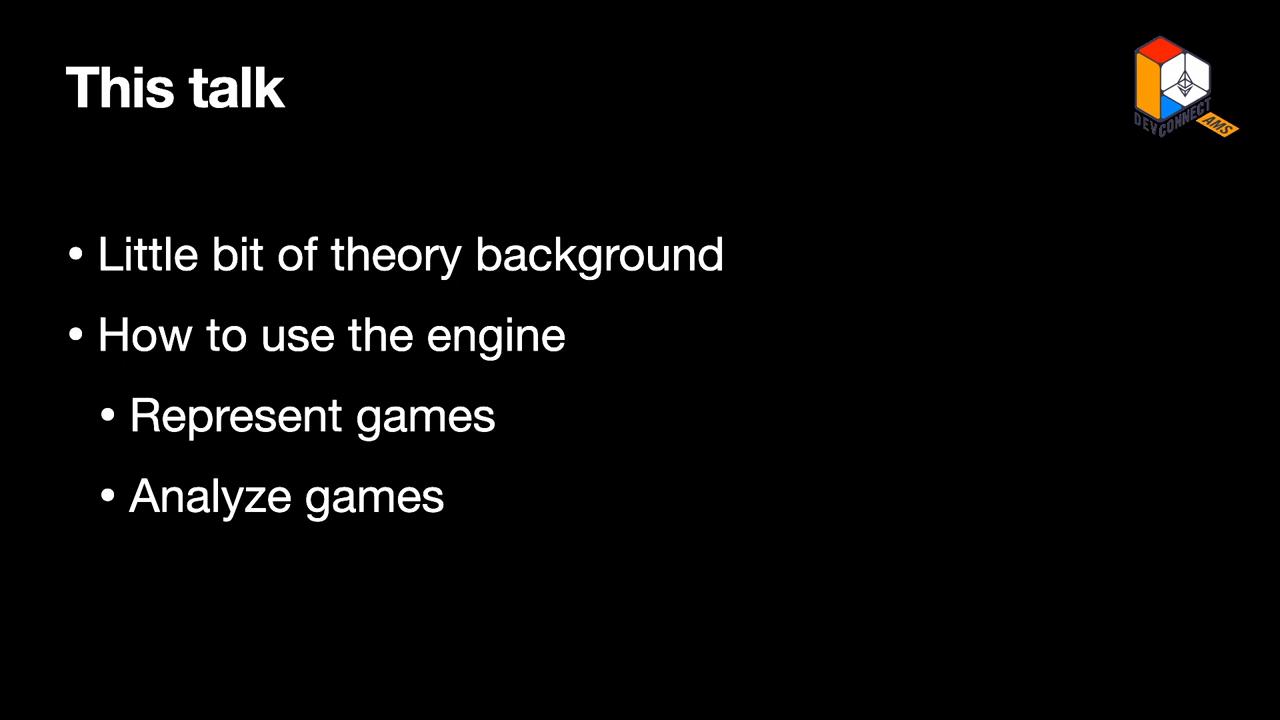 This talk
DEVCONNECT
AMS
• Little bit of theory background
• How to use the engine
• Represent games
• Analyze games